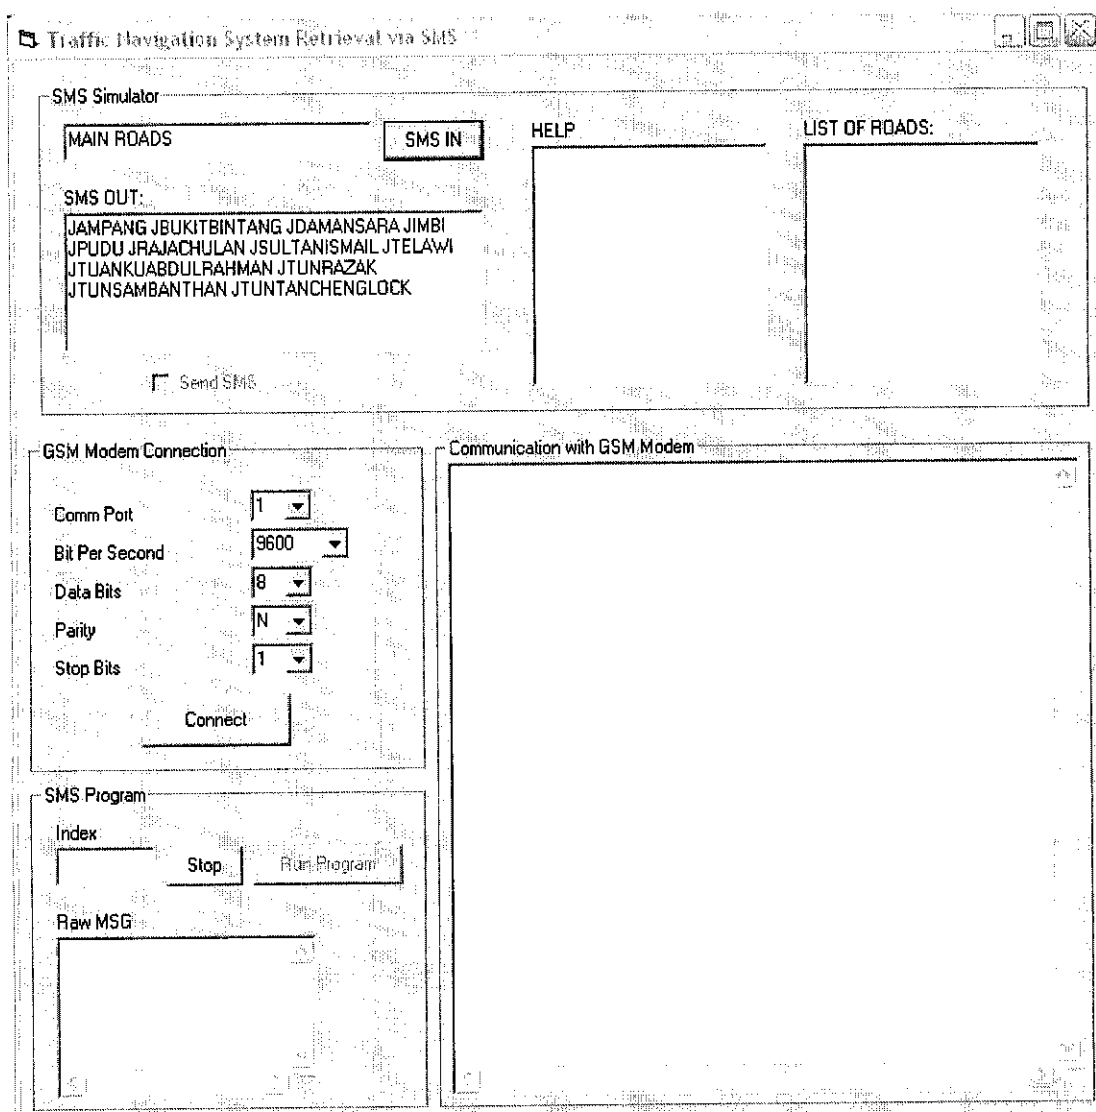 Traffic Navigation System Retrieval via SMS
SMS Simulator
MAIN ROADS
SMS IN
HELP
LIST OF ROADS:
SMS OUT:
JAMPANG JBUKITBINTANG JDAMANSARA JIMBI
JPUDU JRAJACHULAN JSULTANISMAIL JTELAWI
JTUANKUABDULRAHMAN JTUNRAZAK
JTUNSAMBANTHAN JTUNTANCHENGLOCK
Send SMS
GSM Modem Connection
Comm Port
1
Bit Per Second
9600
Data Bits
8
Parity
N
Stop Bits
1
Connect
Communication with GSM Modem
SMS Program
Index
Stop
Run Program
Raw MSG